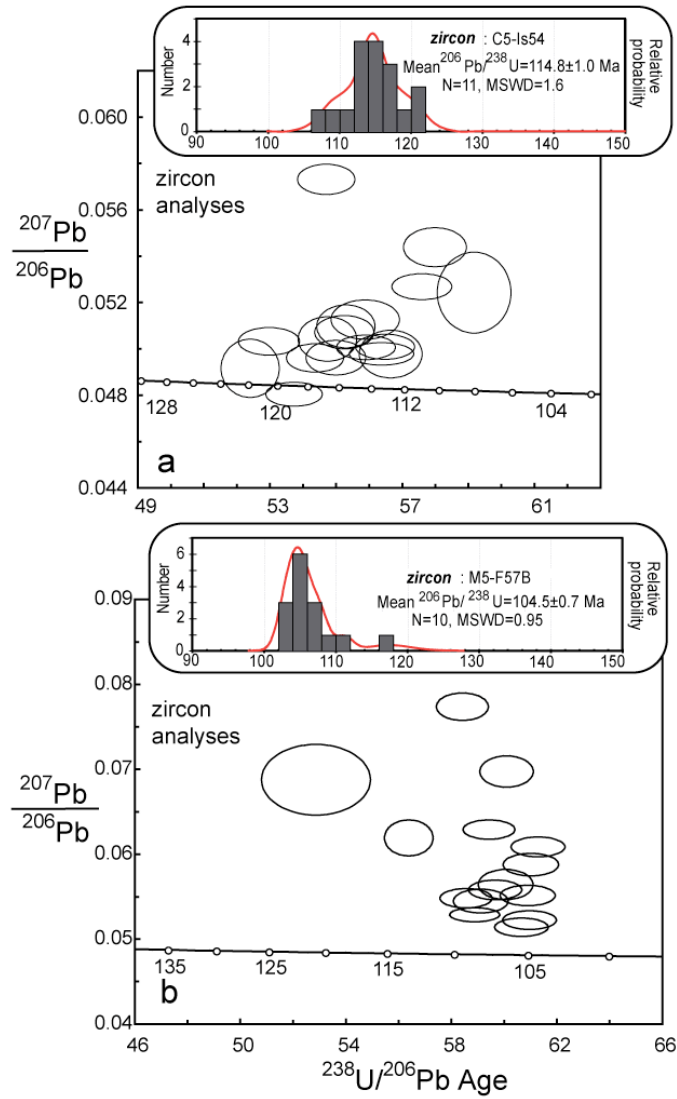 zircon : C5-Is54
Mean ²⁰⁶Pb/²³⁸U=114.8±1.0 Ma
N=11, MSWD=1.6
Number
Relative
probability
4
2
0
90 100 110 120 130 140 150
zircon
analyses
²⁰⁷Pb
²⁰⁶Pb
0.060
0.056
0.052
0.048
0.044
128 120 112 104
a
49 53 57 61
zircon : M5-F57B
Mean ²⁰⁶Pb/ ²³⁸U=104.5±0.7 Ma
N=10, MSWD=0.95
Number
Relative
probability
6
4
2
0
90 100 110 120 130 140 150
zircon
analyses
²⁰⁷Pb
²⁰⁶Pb
0.09
0.08
0.07
0.06
0.05
0.04
135 125 115 105
b
46 50 54 58 62 66
²³⁸U/²⁰⁶Pb Age